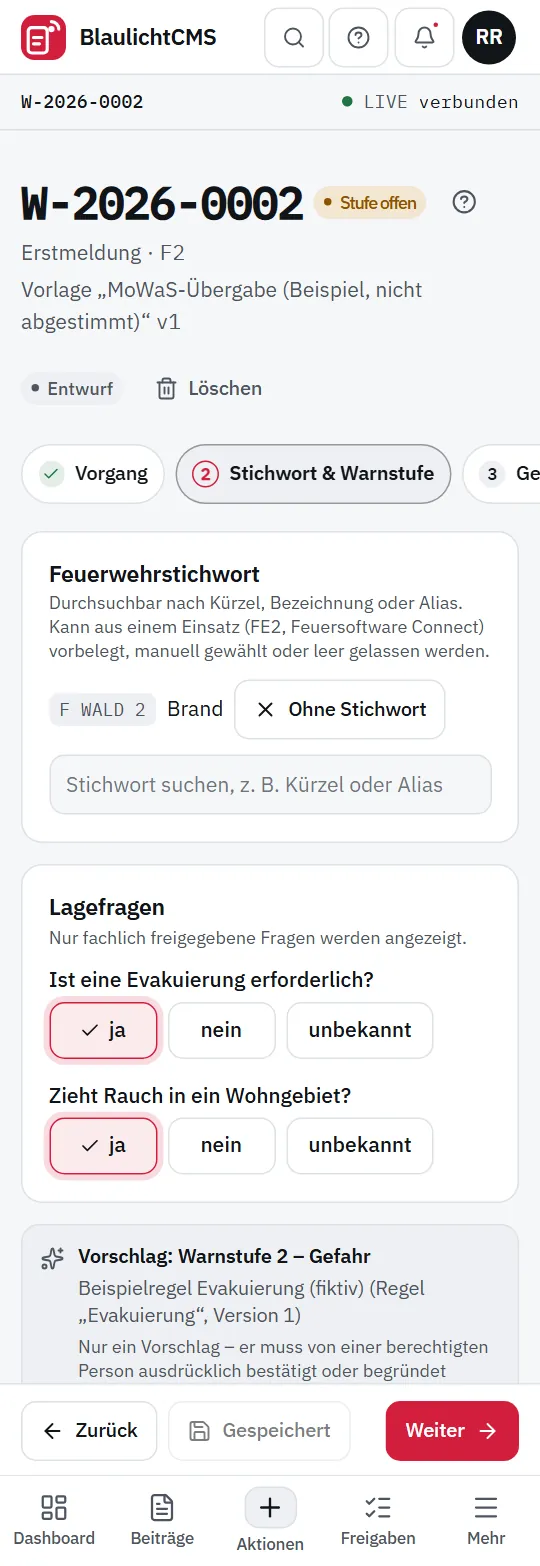 BlaulichtCMS
RR
W-2026-0002
LIVE verbunden
W-2026-0002
Stufe offen
Erstmeldung · F2
Vorlage „MoWaS-Übergabe (Beispiel, nicht
abgestimmt)“ v1
Entwurf
Löschen
Vorgang
2 Stichwort & Warnstufe
3 Ge
Feuerwehrstichwort
Durchsuchbar nach Kürzel, Bezeichnung oder Alias.
Kann aus einem Einsatz (FE2, Feuersoftware Connect)
vorbelegt, manuell gewählt oder leer gelassen werden.
F WALD 2 Brand Ohne Stichwort
Stichwort suchen, z. B. Kürzel oder Alias
Lagefragen
Nur fachlich freigegebene Fragen werden angezeigt.
Ist eine Evakuierung erforderlich?
ja nein unbekannt
Zieht Rauch in ein Wohngebiet?
ja nein unbekannt
Vorschlag: Warnstufe 2 – Gefahr
Beispielregel Evakuierung (fiktiv) (Regel
„Evakuierung“, Version 1)
Nur ein Vorschlag – er muss von einer berechtigten
Person ausdrücklich bestätigt oder begründet
Zurück Gespeichert Weiter
Dashboard Beiträge Aktionen Freigaben Mehr